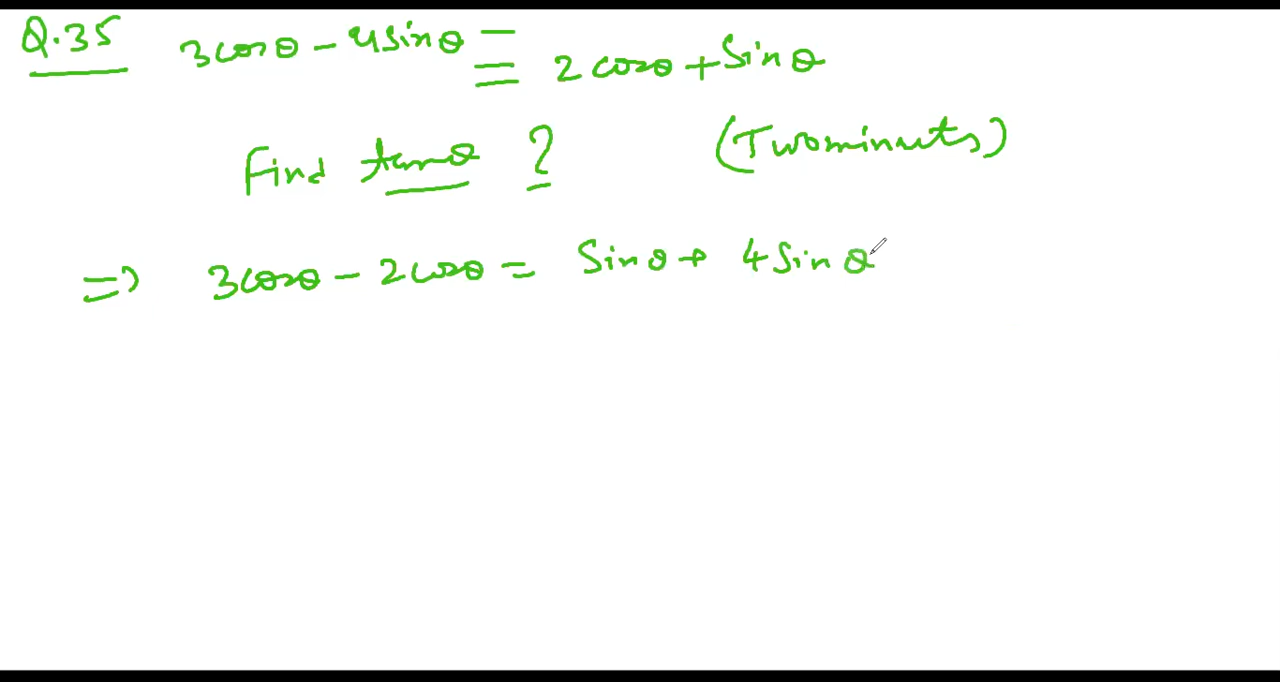 Q.35 3cosθ - 4sinθ = 2cosθ + Sinθ
Find tanθ ? (Twominuts)
=> 3cosθ - 2cosθ = Sinθ + 4Sinθ